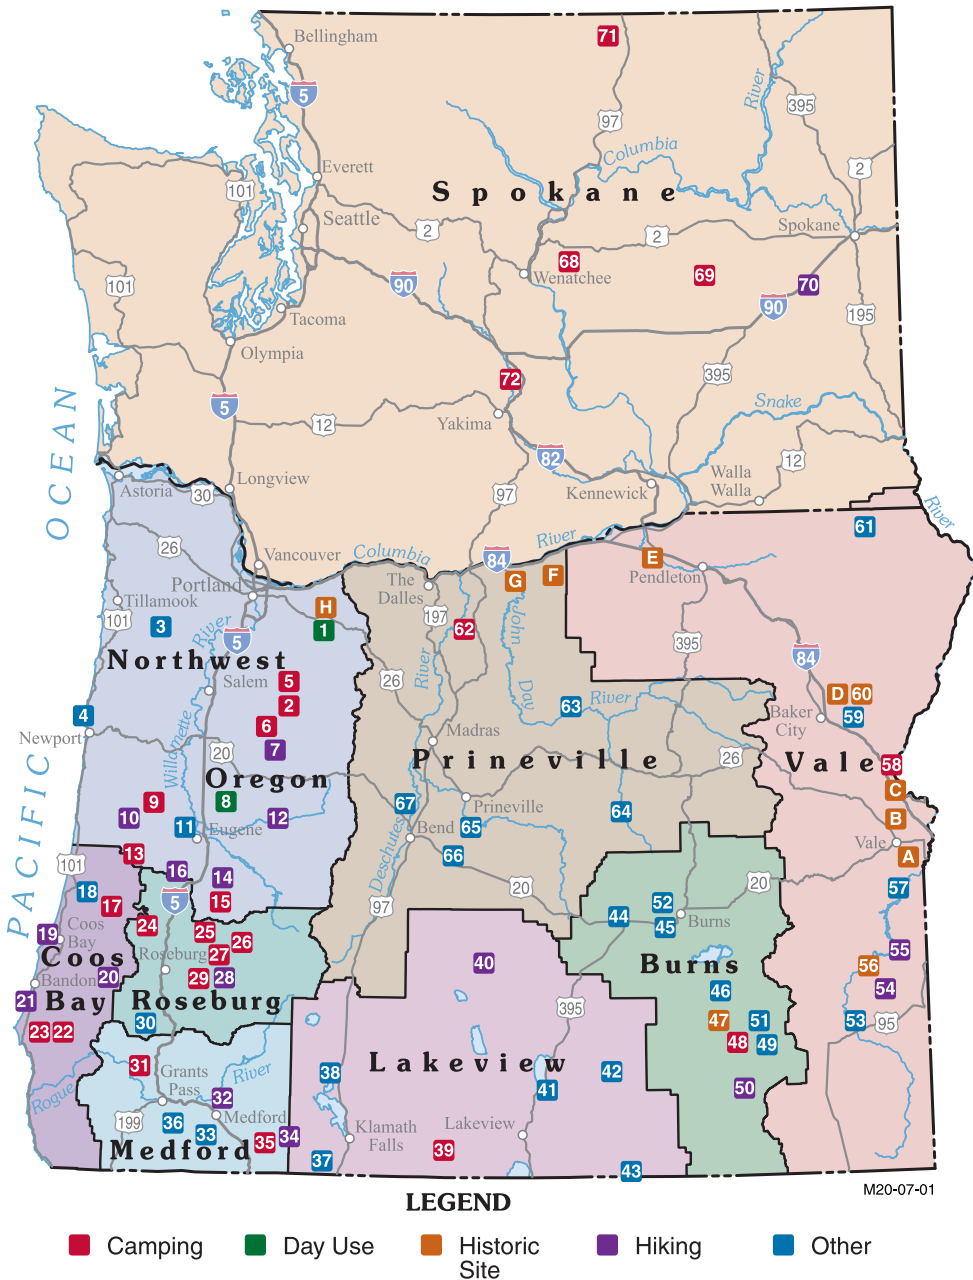 71
Bellingham
5
River
395
97
Columbia
2
Everett
101
Spokane
Seattle
2
2
Spokane
68
Wenatchee
69
70
101
90
90
195
Tacoma
Olympia
72
395
5
Snake
12
Yakima
OCEAN
82
12
Walla
Walla
Longview
97
Kennewick
Astoria
30
River
61
River
26
Vancouver
Columbia
84
E
Pendleton
The
Dalles
G
F
Portland
Tillamook
H
197
John
101
3
River
5
1
62
395
84
Northwest
26
River
Salem
5
2
Day
River
63
D
60
59
Baker
City
4
Newport
6
7
Madras
Willamette
20
Prineville
26
Vale
58
Oregon
C
9
8
67
Prineville
64
B
10
11
Eugene
12
Bend
65
Vale
A
13
66
Deschutes
101
16
14
18
17
5
15
97
20
20
57
52
44
45
Burns
19
Coos
Bay
24
25
26
55
Coos
Roseburg
27
40
Burns
56
Bandon
20
29
28
46
54
21
Bay
Roseburg
395
47
51
53
95
23
22
30
48
49
31
Grants
Pass
River
38
Lakeview
42
Rogue
32
41
50
199
36
33
Medford
35
34
Klamath
Falls
Lakeview
Medford
37
39
43
M20-07-01
LEGEND
Camping
Day Use
Historic
Site
Hiking
Other